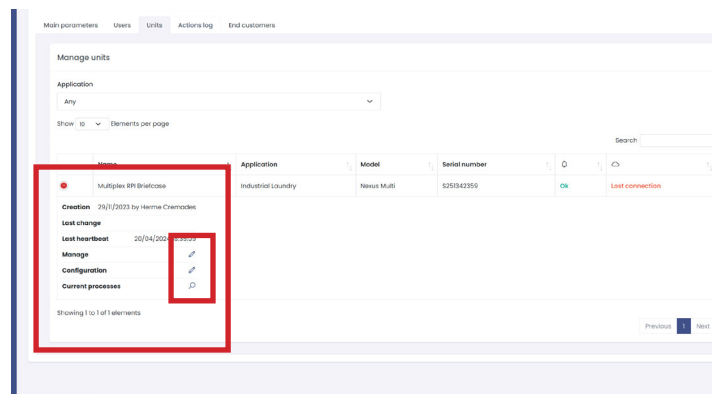 Main parameters Users Units Actions log End customers
Manage units
Application
Any
Show 10 Elements per page
Search
Name Application Model Serial number
Multiplex RPI Briefcase Industrial Laundry Nexus Multi S251342359 Ok Lost connection
Creation 29/11/2023 by Herme Cremades
Last change
Last heartbeat 20/04/2024
Manage
Configuration
Current processes
Showing 1 to 1 of 1 elements
Previous 1 Next